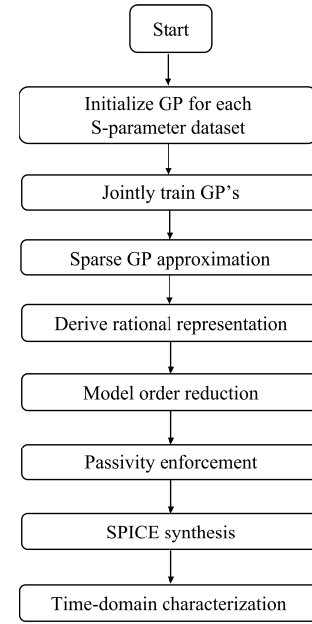 Start
Initialize GP for each
S-parameter dataset
Jointly train GP's
Sparse GP approximation
Derive rational representation
Model order reduction
Passivity enforcement
SPICE synthesis
Time-domain characterization